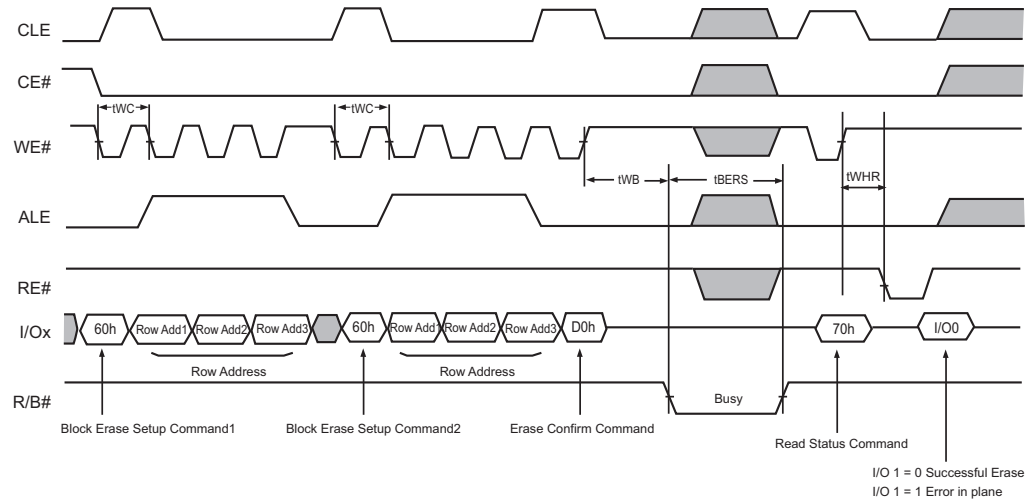 CLE
CE#
tWC
tWC
WE#
tWB
tBERS
tWHR
ALE
RE#
I/Ox
60h
Row Add1
Row Add2
Row Add3
60h
Row Add1
Row Add2
Row Add3
D0h
70h
I/O0
Row Address
Row Address
R/B#
Busy
Block Erase Setup Command1
Block Erase Setup Command2
Erase Confirm Command
Read Status Command
I/O 1 = 0 Successful Erase
I/O 1 = 1 Error in plane